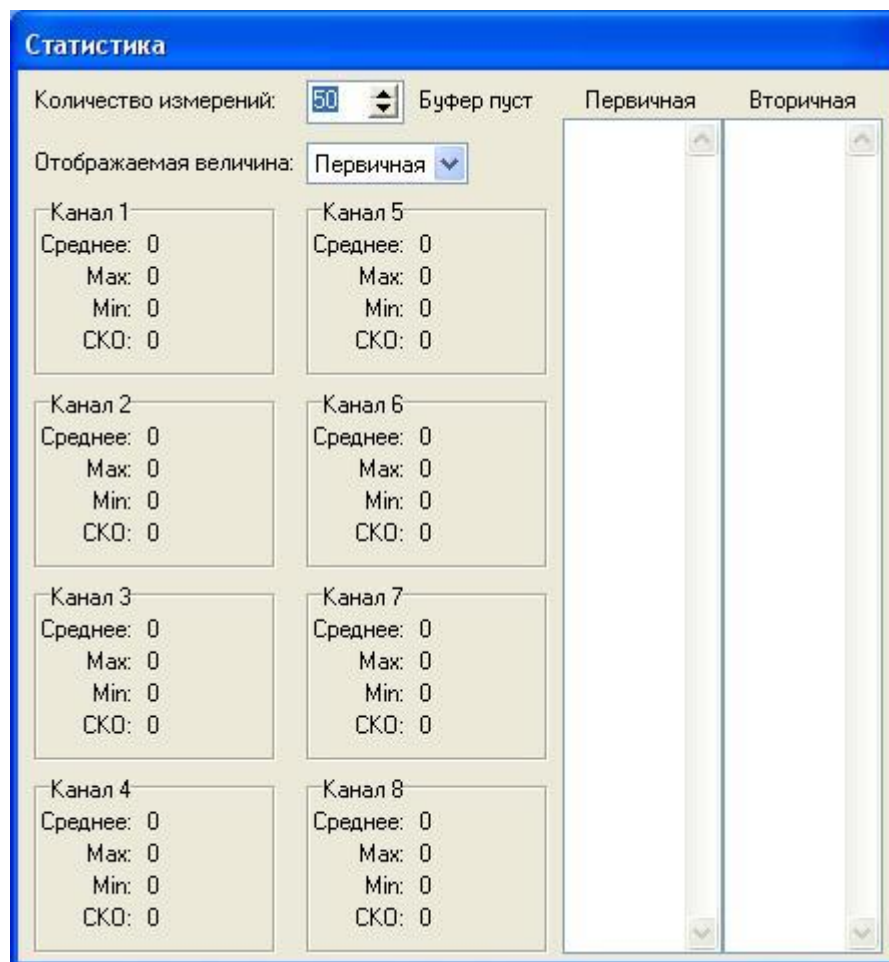 Статистика
Количество измерений: 50 Буфер пуст Первичная Вторичная
Отображаемая величина: Первичная
Канал 1 Канал 5
Среднее: 0 Среднее: 0
Max: 0 Max: 0
Min: 0 Min: 0
СКО: 0 СКО: 0
Канал 2 Канал 6
Среднее: 0 Среднее: 0
Max: 0 Max: 0
Min: 0 Min: 0
СКО: 0 СКО: 0
Канал 3 Канал 7
Среднее: 0 Среднее: 0
Max: 0 Max: 0
Min: 0 Min: 0
СКО: 0 СКО: 0
Канал 4 Канал 8
Среднее: 0 Среднее: 0
Max: 0 Max: 0
Min: 0 Min: 0
СКО: 0 СКО: 0